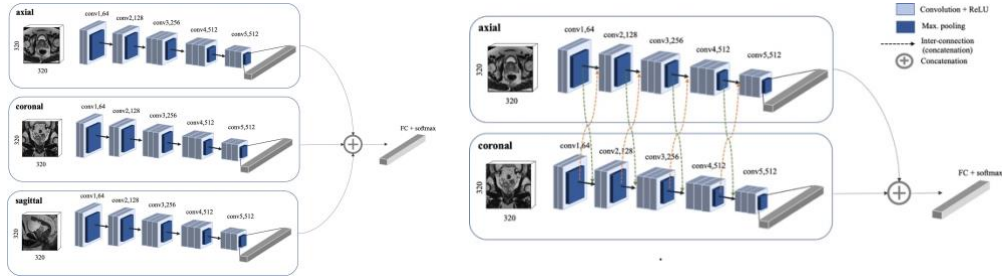 axial
conv1,64
conv2,128
conv3,256
conv4,512
conv5,512
320
320
coronal
conv1,64
conv2,128
conv3,256
conv4,512
conv5,512
320
320
FC + softmax
sagittal
conv1,64
conv2,128
conv3,256
conv4,512
conv5,512
320
320
axial
conv1,64
conv2,128
conv3,256
conv4,512
conv5,512
320
320
coronal
conv1,64
conv2,128
conv3,256
conv4,512
conv5,512
320
320
FC + softmax
Convolution + ReLU
Max. pooling
Inter-connection
(concatenation)
Concatenation